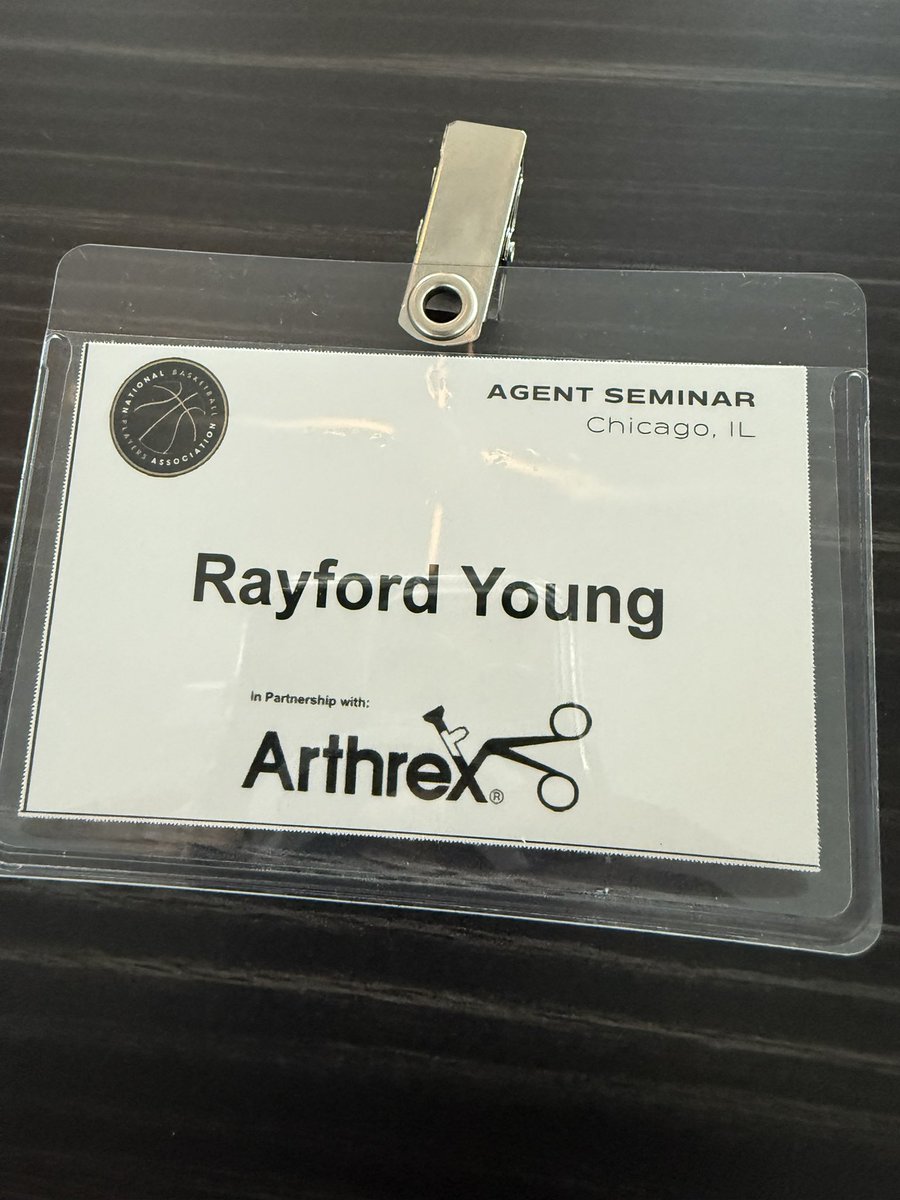 NATIONAL BASKETBALL PLAYERS ASSOCIATION
AGENT SEMINAR
Chicago, IL
Rayford Young
In Partnership with:
Arthrex®